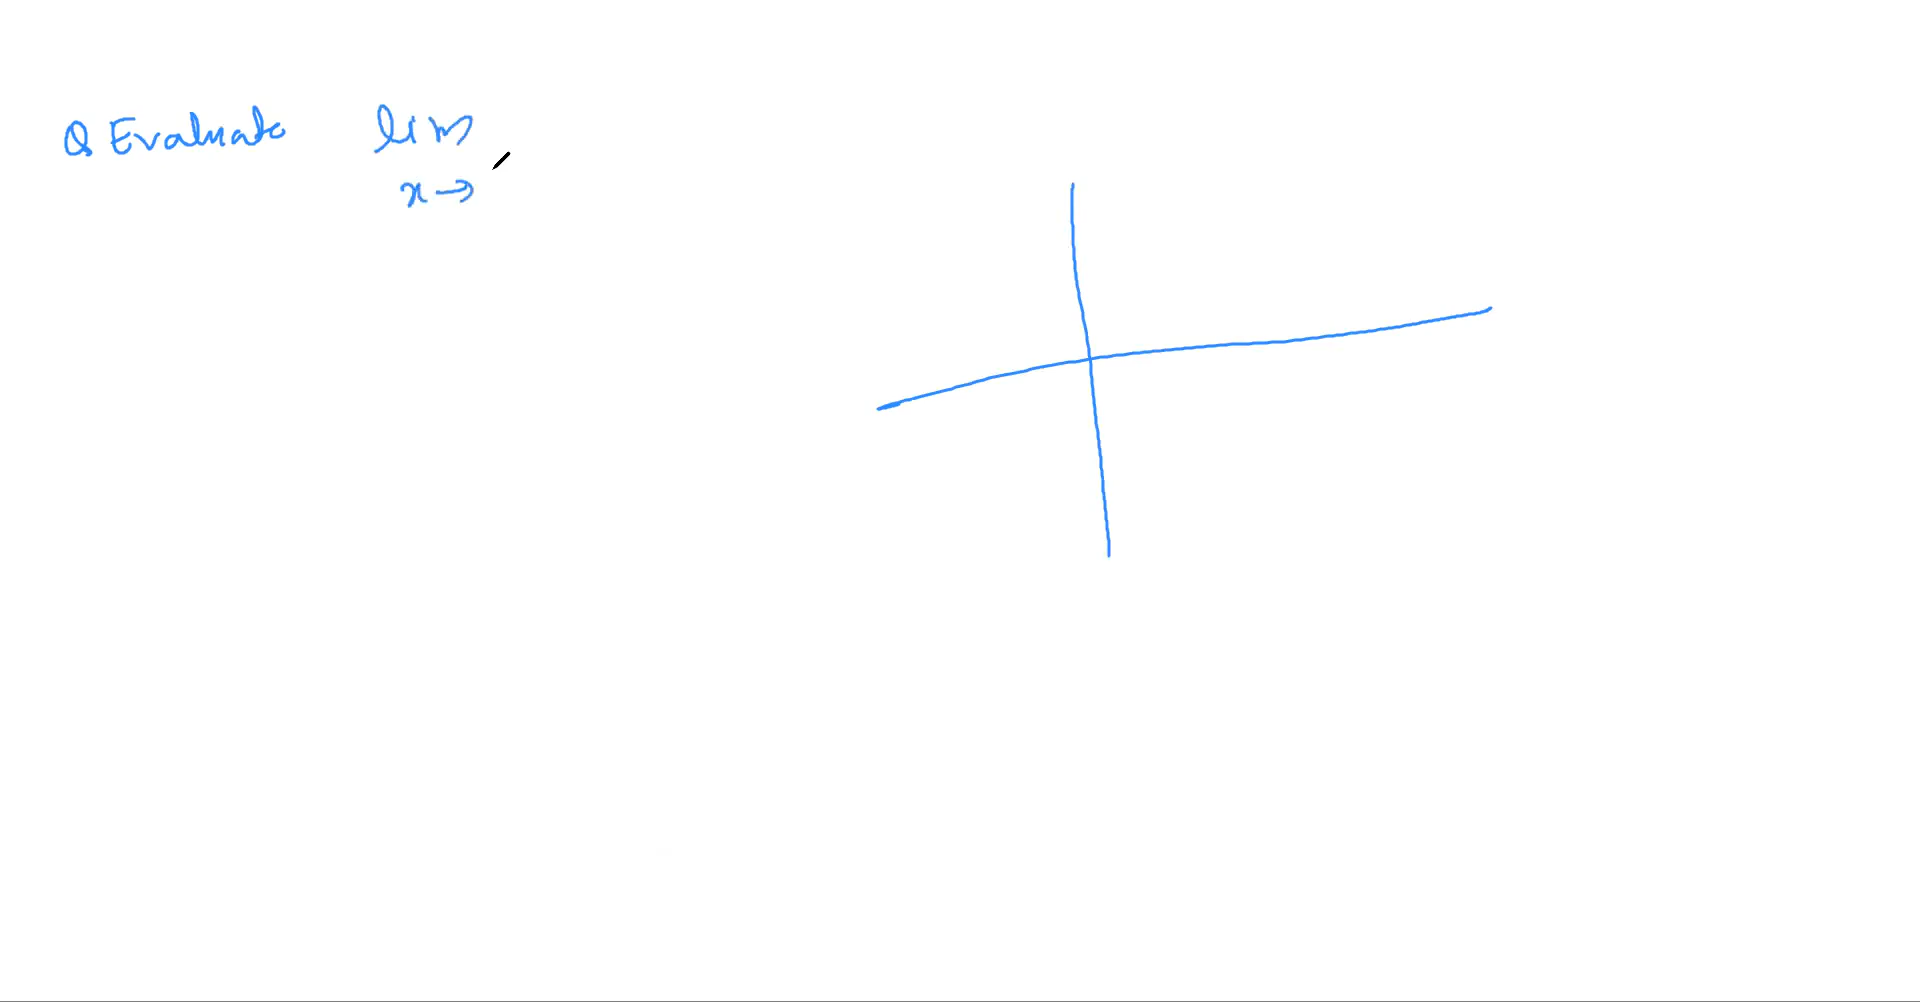 Q Evaluate lim
x→